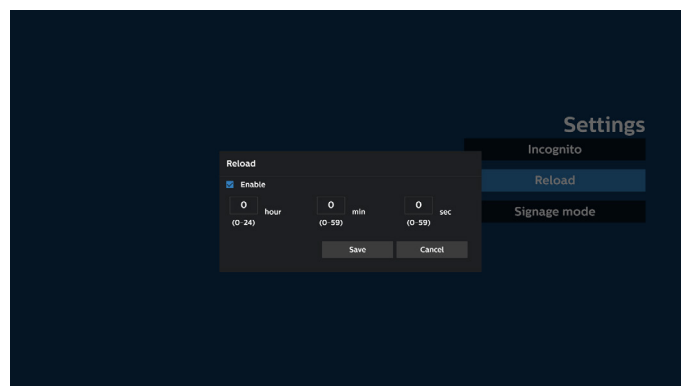 Settings
Incognito
Reload
Signage mode
Reload
Enable
0 hour 0 min 0 sec
(0-24) (0-59) (0-59)
Save Cancel